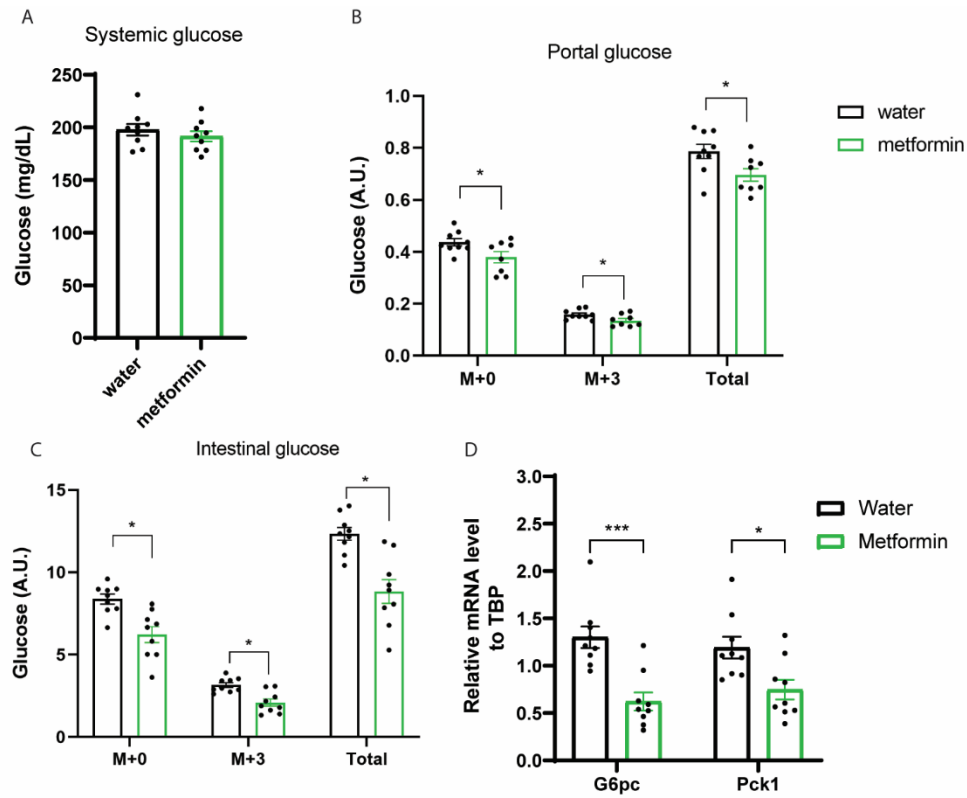 A
Systemic glucose
Glucose (mg/dL)
250
200
150
100
50
0
water
metformin
B
Portal glucose
Glucose (A.U.)
1.0
0.8
0.6
0.4
0.2
0.0
*
*
*
M+0
M+3
Total
water
metformin
C
Intestinal glucose
Glucose (A.U.)
15
10
5
0
*
*
*
M+0
M+3
Total
D
Relative mRNA level
to TBP
3.0
2.5
2.0
1.5
1.0
0.5
0.0
***
*
G6pc
Pck1
Water
Metformin